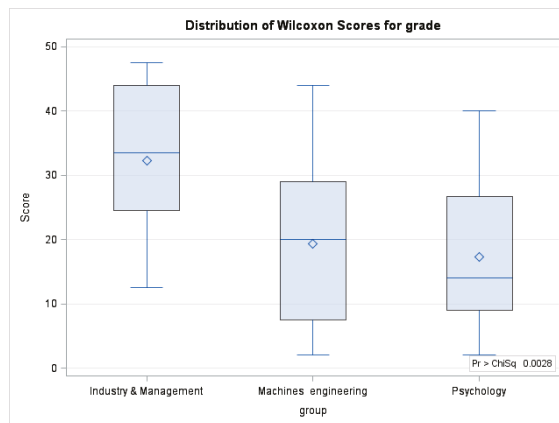 Distribution of Wilcoxon Scores for grade
50
40
30
20
10
0
Score
Pr > ChiSq 0.0028
Industry & Management Machines engineering Psychology
group